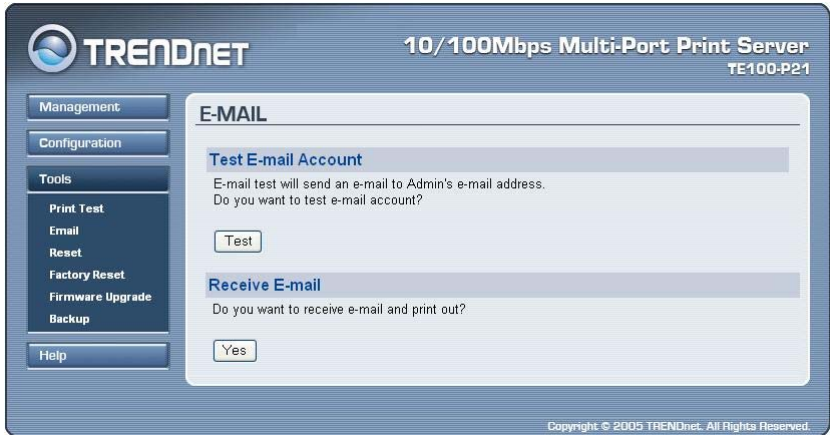 TRENDnet
10/100Mbps Multi-Port Print Server
TE100-P21
Management
Configuration
Tools
Print Test
Email
Reset
Factory Reset
Firmware Upgrade
Backup
Help
E-MAIL
Test E-mail Account
E-mail test will send an e-mail to Admin's e-mail address.
Do you want to test e-mail account?
Test
Receive E-mail
Do you want to receive e-mail and print out?
Yes
Copyright © 2005 TRENDnet. All Rights Reserved.